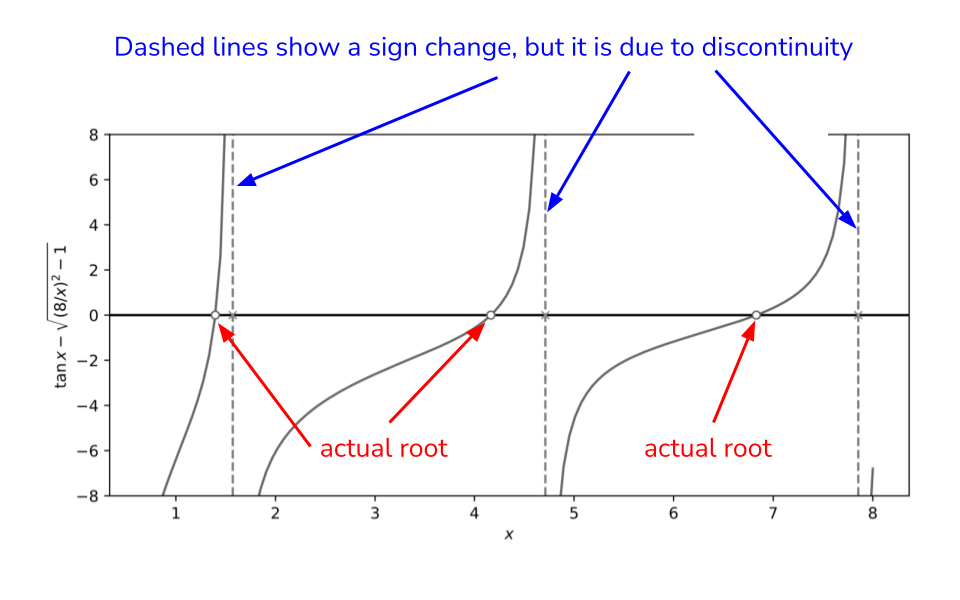 Dashed lines show a sign change, but it is due to discontinuity
8
6
4
2
0
−2
−4
−6
−8
tan x − √(8/x)² − 1
actual root
actual root
1 2 3 4 5 6 7 8
x